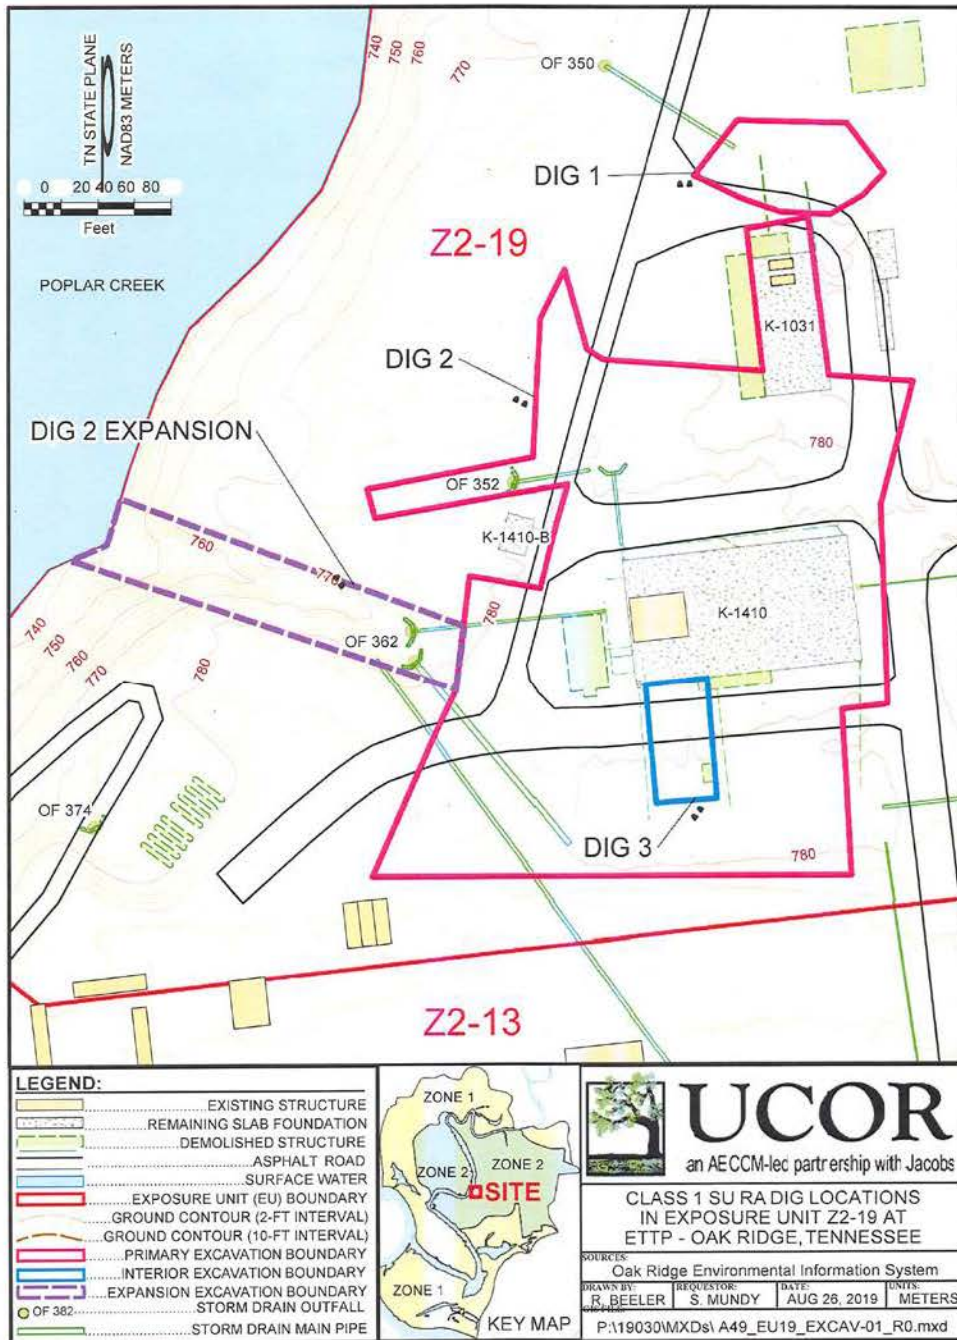 740
750
760
770
TN STATE PLANE
NAD83 METERS
0 20 40 60 80
Feet
POPLAR CREEK
OF 350
DIG 1
Z2-19
K-1031
DIG 2
DIG 2 EXPANSION
780
OF 352
K-1410-B
760
770
780
K-1410
OF 362
740
750
760
770
780
OF 374
DIG 3
780
Z2-13
LEGEND:
EXISTING STRUCTURE
REMAINING SLAB FOUNDATION
DEMOLISHED STRUCTURE
ASPHALT ROAD
SURFACE WATER
EXPOSURE UNIT (EU) BOUNDARY
GROUND CONTOUR (2-FT INTERVAL)
GROUND CONTOUR (10-FT INTERVAL)
PRIMARY EXCAVATION BOUNDARY
INTERIOR EXCAVATION BOUNDARY
EXPANSION EXCAVATION BOUNDARY
OF 382 STORM DRAIN OUTFALL
STORM DRAIN MAIN PIPE
ZONE 1
ZONE 2
ZONE 2
SITE
ZONE 1
KEY MAP
UCOR
an AECCM-led partnership with Jacobs
CLASS 1 SU RA DIG LOCATIONS
IN EXPOSURE UNIT Z2-19 AT
ETTP - OAK RIDGE, TENNESSEE
SOURCES:
Oak Ridge Environmental Information System
DRAWN BY: REQUESTOR: DATE: UNITS:
R. BEELER S. MUNDY AUG 26, 2019 METERS
P:\19030\MXDs\ A49_EU19_EXCAV-01_R0.mxd